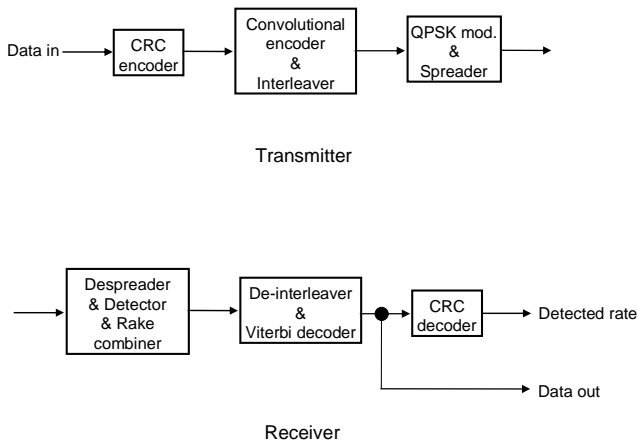 Data in
CRC
encoder
Convolutional
encoder
&
Interleaver
QPSK mod.
&
Spreader
Transmitter
Despreader
& Detector
& Rake
combiner
De-interleaver
&
Viterbi decoder
CRC
decoder
Detected rate
Data out
Receiver